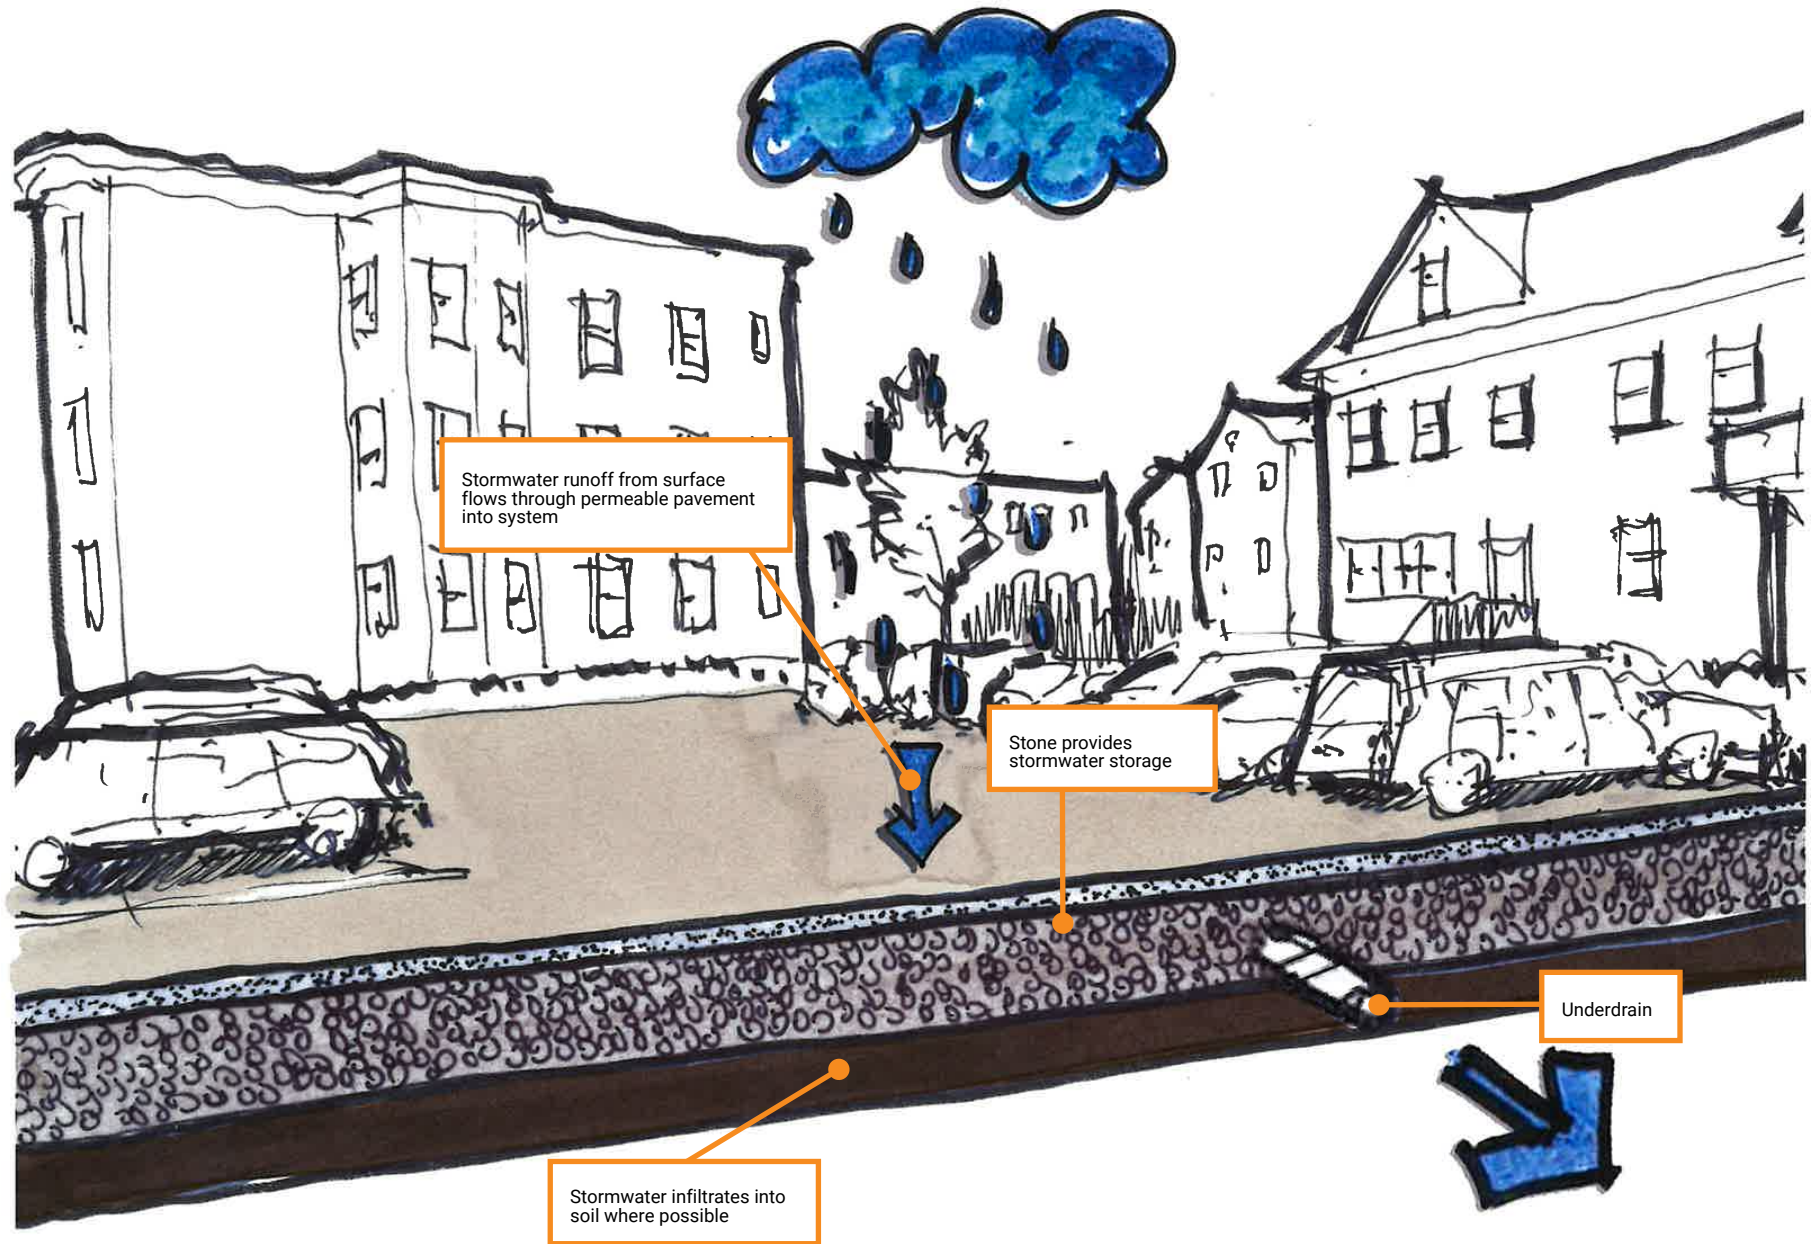 Stormwater runoff from surface
flows through permeable pavement
into system
Stone provides
stormwater storage
Underdrain
Stormwater infiltrates into
soil where possible